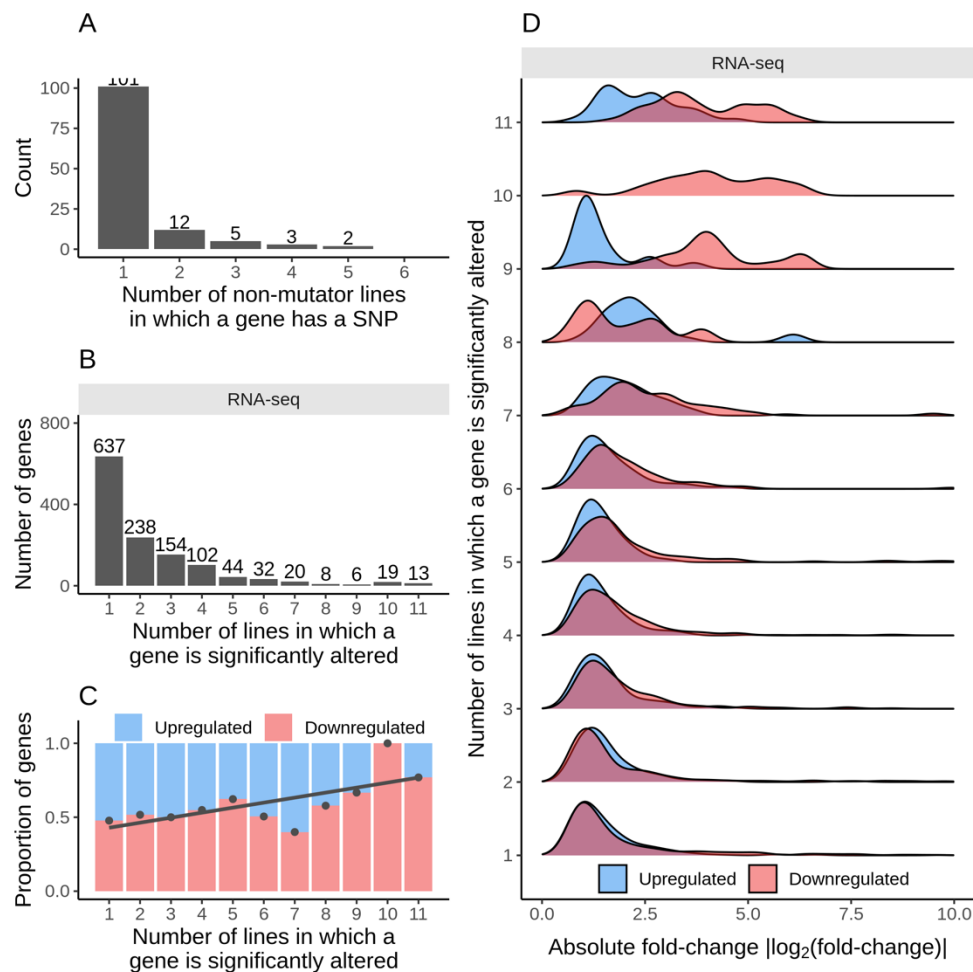 A
101
100
75
50
25
0
Count
12
5
3
2
1 2 3 4 5 6
Number of non-mutator lines
in which a gene has a SNP
B
RNA-seq
800
400
0
Number of genes
637
238
154
102
44
32
20
8
6
19
13
1 2 3 4 5 6 7 8 9 10 11
Number of lines in which a
gene is significantly altered
C
Upregulated Downregulated
1.0
0.5
0.0
Proportion of genes
1 2 3 4 5 6 7 8 9 10 11
Number of lines in which a
gene is significantly altered
D
RNA-seq
Number of lines in which a gene is significantly altered
11
10
9
8
7
6
5
4
3
2
1
Upregulated Downregulated
0.0 2.5 5.0 7.5 10.0
Absolute fold-change |log₂(fold-change)|